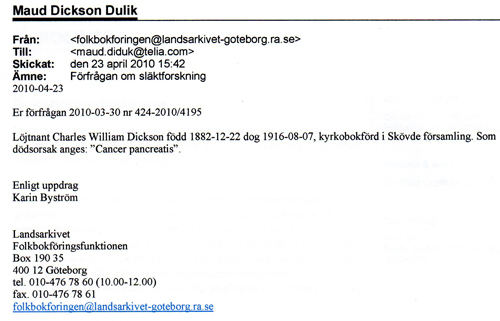 Maud Dickson Dulik
Från: <folkbokforingen@landsarkivet-goteborg.ra.se>
Till: <maud.diduk@telia.com>
Skickat: den 23 april 2010 15:42
Ämne: Förfrågan om släktforskning
2010-04-23
Er förfrågan 2010-03-30 nr 424-2010/4195
Löjtnant Charles William Dickson född 1882-12-22 dog 1916-08-07, kyrkobokförd i Skövde församling. Som
dödsorsak anges: ”Cancer pancreatis”.
Enligt uppdrag
Karin Byström
Landsarkivet
Folkbokföringsfunktionen
Box 190 35
400 12 Göteborg
tel. 010-476 78 60 (10.00-12.00)
fax. 010-476 78 61
folkbokforingen@landsarkivet-goteborg.ra.se